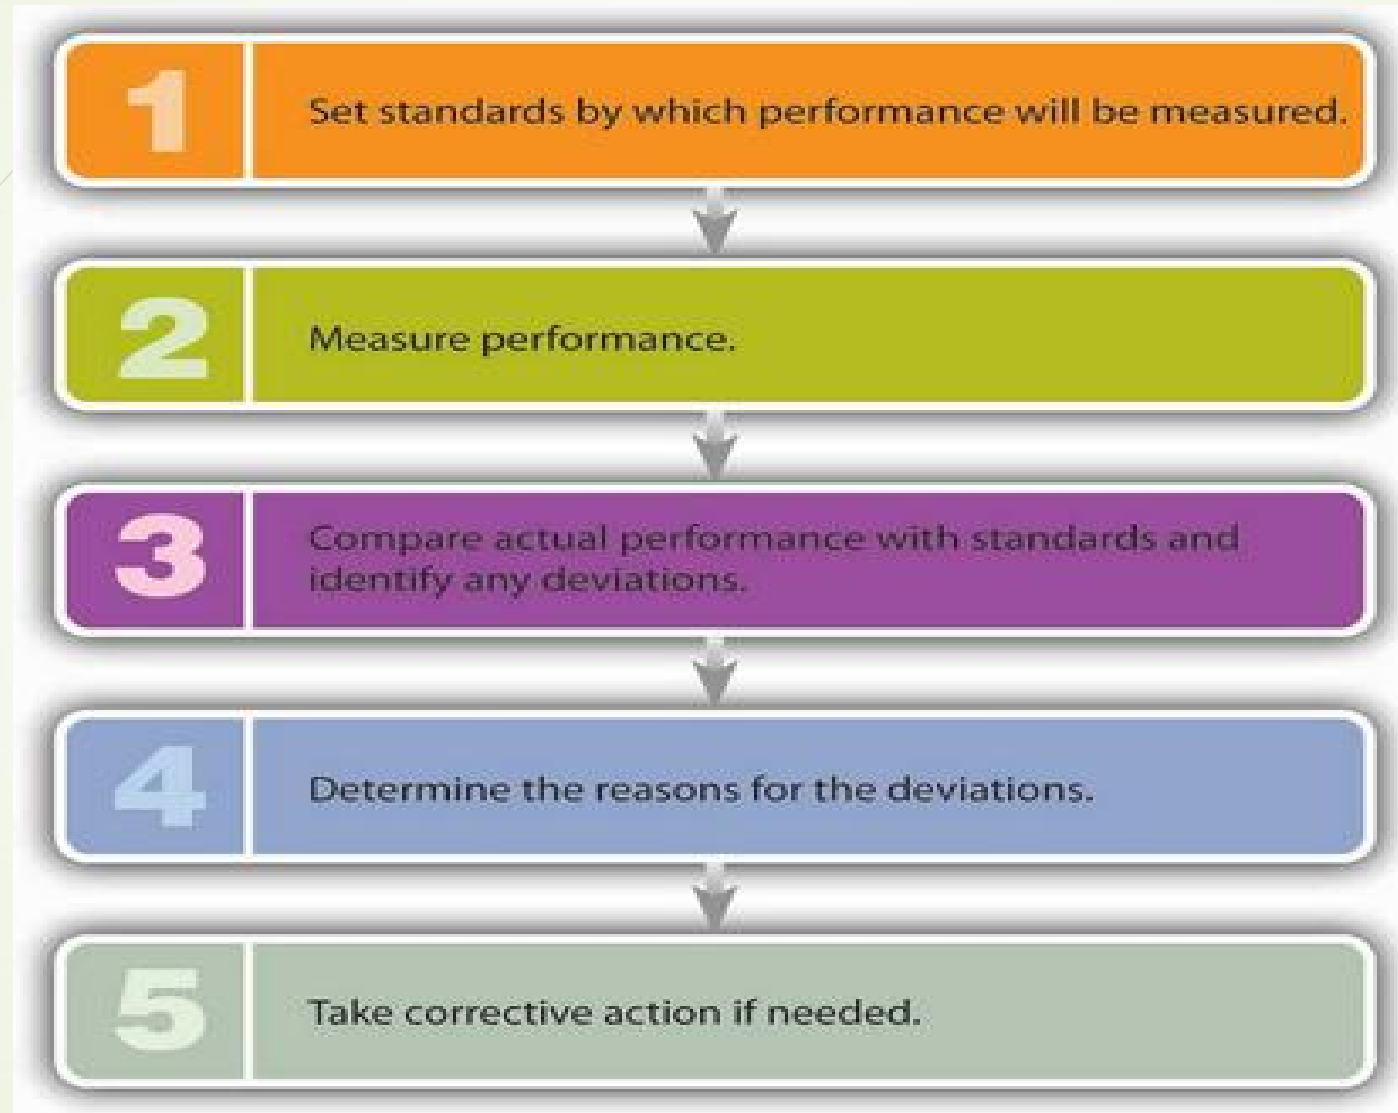 1
Set standards by which performance will be measured.
2
Measure performance.
3
Compare actual performance with standards and
identify any deviations.
4
Determine the reasons for the deviations.
5
Take corrective action if needed.